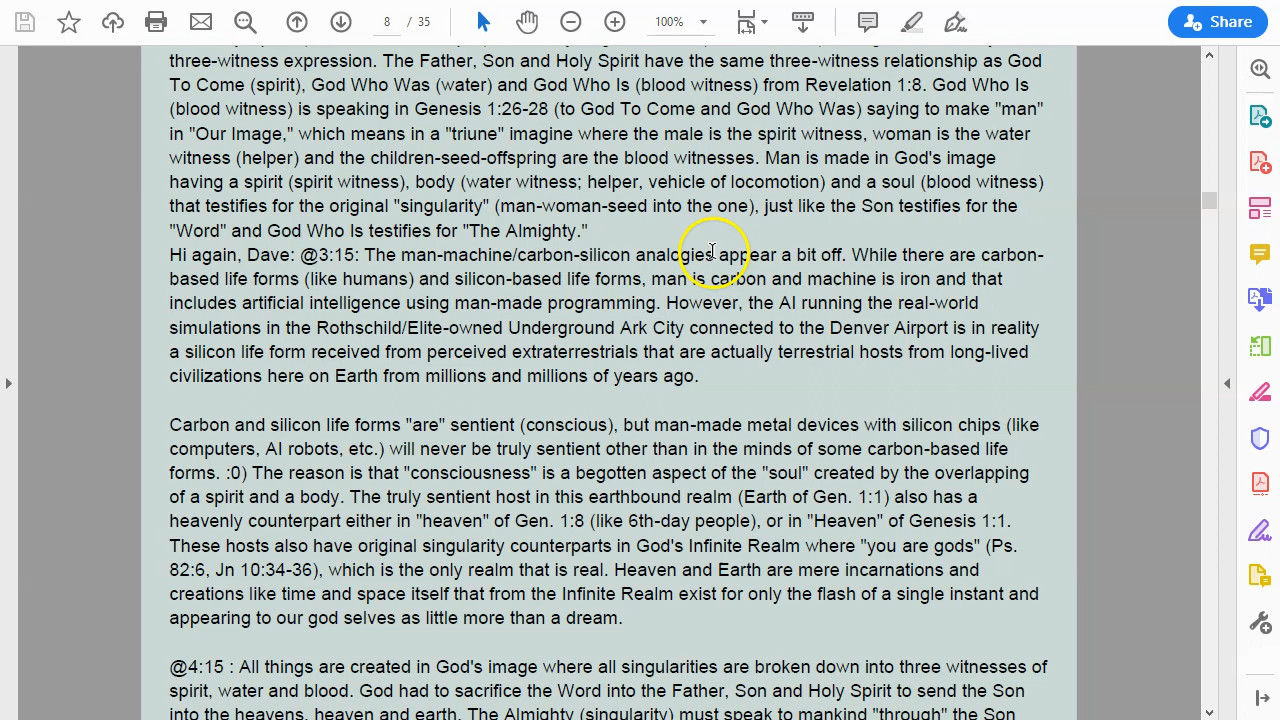 8 / 35
100%
Share
three-witness expression. The Father, Son and Holy Spirit have the same three-witness relationship as God
To Come (spirit), God Who Was (water) and God Who Is (blood witness) from Revelation 1:8. God Who Is
(blood witness) is speaking in Genesis 1:26-28 (to God To Come and God Who Was) saying to make "man"
in "Our Image," which means in a "triune" imagine where the male is the spirit witness, woman is the water
witness (helper) and the children-seed-offspring are the blood witnesses. Man is made in God's image
having a spirit (spirit witness), body (water witness; helper, vehicle of locomotion) and a soul (blood witness)
that testifies for the original "singularity" (man-woman-seed into the one), just like the Son testifies for the
"Word" and God Who Is testifies for "The Almighty."
Hi again, Dave: @3:15: The man-machine/carbon-silicon analogies appear a bit off. While there are carbon-
based life forms (like humans) and silicon-based life forms, man is carbon and machine is iron and that
includes artificial intelligence using man-made programming. However, the AI running the real-world
simulations in the Rothschild/Elite-owned Underground Ark City connected to the Denver Airport is in reality
a silicon life form received from perceived extraterrestrials that are actually terrestrial hosts from long-lived
civilizations here on Earth from millions and millions of years ago.
Carbon and silicon life forms "are" sentient (conscious), but man-made metal devices with silicon chips (like
computers, AI robots, etc.) will never be truly sentient other than in the minds of some carbon-based life
forms. :0) The reason is that "consciousness" is a begotten aspect of the "soul" created by the overlapping
of a spirit and a body. The truly sentient host in this earthbound realm (Earth of Gen. 1:1) also has a
heavenly counterpart either in "heaven" of Gen. 1:8 (like 6th-day people), or in "Heaven" of Genesis 1:1.
These hosts also have original singularity counterparts in God's Infinite Realm where "you are gods" (Ps.
82:6, Jn 10:34-36), which is the only realm that is real. Heaven and Earth are mere incarnations and
creations like time and space itself that from the Infinite Realm exist for only the flash of a single instant and
appearing to our god selves as little more than a dream.
@4:15 : All things are created in God's image where all singularities are broken down into three witnesses of
spirit, water and blood. God had to sacrifice the Word into the Father, Son and Holy Spirit to send the Son
into the heavens, heaven and earth. The Almighty (singularity) must speak to mankind "through" the Son